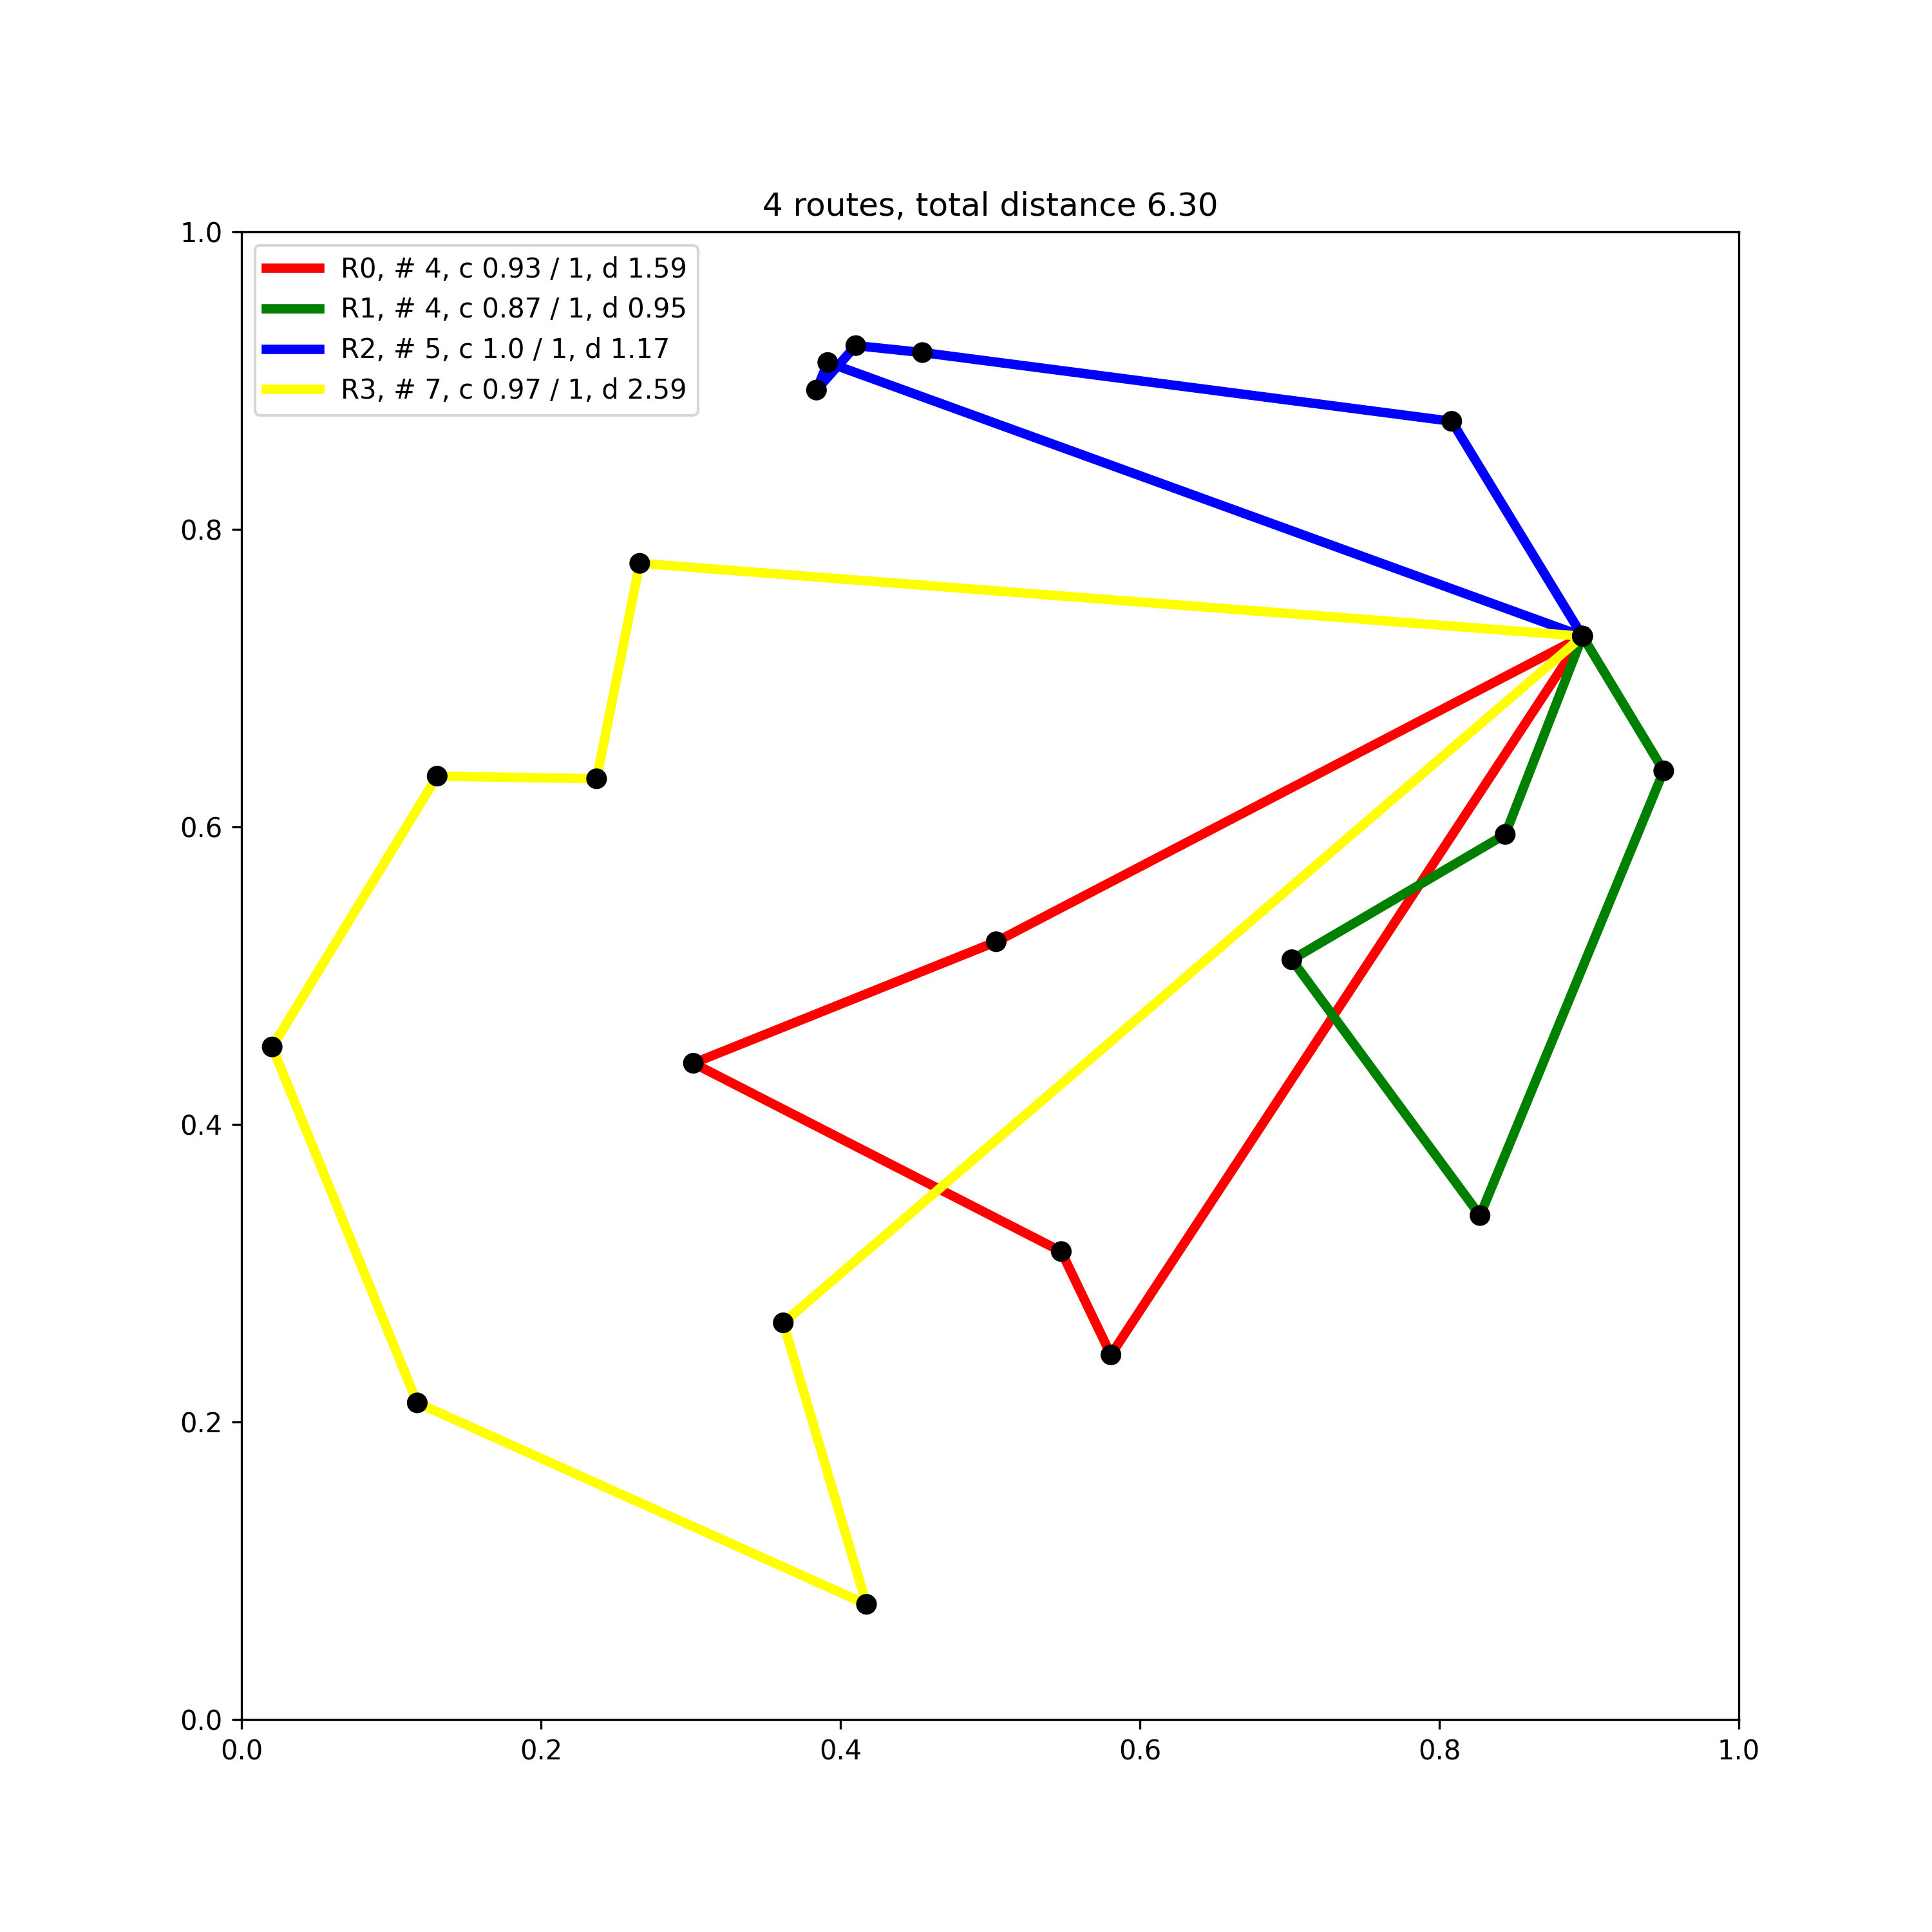 4 routes, total distance 6.30
1.0
R0, # 4, c 0.93 / 1, d 1.59
R1, # 4, c 0.87 / 1, d 0.95
R2, # 5, c 1.0 / 1, d 1.17
R3, # 7, c 0.97 / 1, d 2.59
0.8
0.6
0.4
0.2
0.0
0.0 0.2 0.4 0.6 0.8 1.0